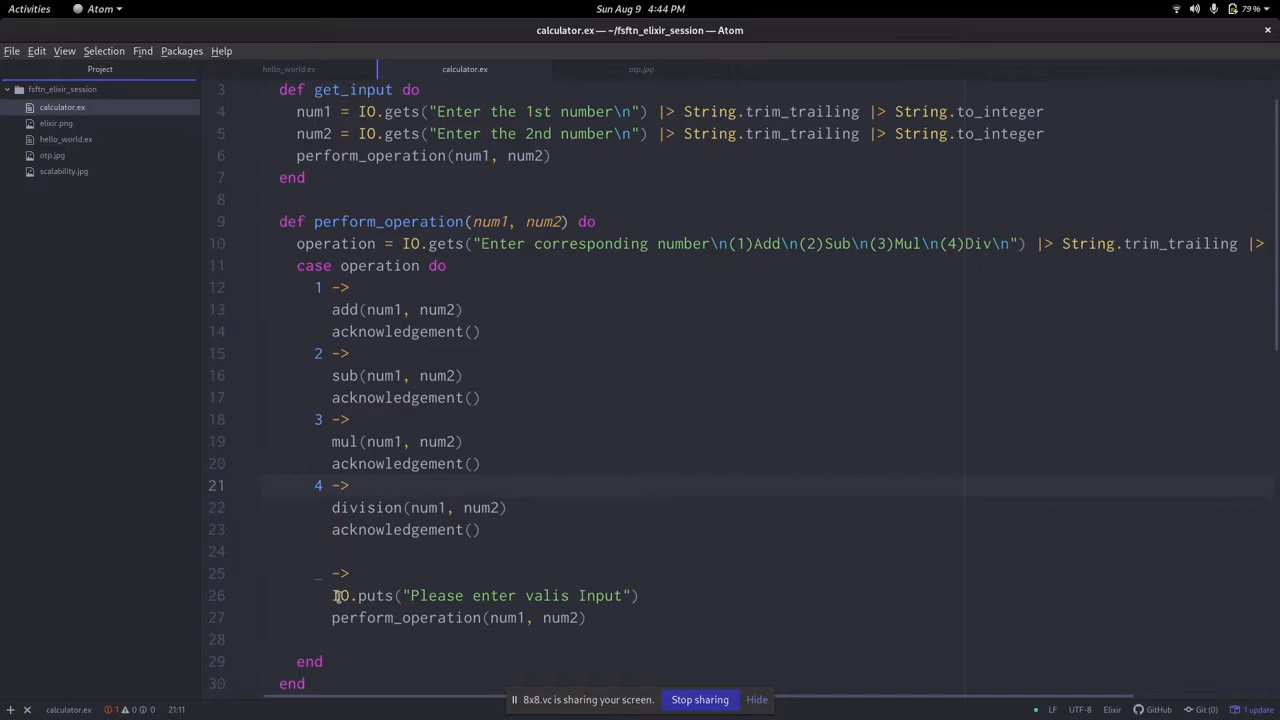 Activities Atom Sun Aug 9 4:44 PM 79 %
calculator.ex — ~/fsftn_elixir_session — Atom
File Edit View Selection Find Packages Help
Project hello_world.ex calculator.ex otp.jpg
fsftn_elixir_session
calculator.ex
elixir.png
hello_world.ex
otp.jpg
scalability.jpg
3 def get_input do
4 num1 = IO.gets("Enter the 1st number\n") |> String.trim_trailing |> String.to_integer
5 num2 = IO.gets("Enter the 2nd number\n") |> String.trim_trailing |> String.to_integer
6 perform_operation(num1, num2)
7 end
8
9 def perform_operation(num1, num2) do
10 operation = IO.gets("Enter corresponding number\n(1)Add\n(2)Sub\n(3)Mul\n(4)Div\n") |> String.trim_trailing |>
11 case operation do
12 1 ->
13 add(num1, num2)
14 acknowledgement()
15 2 ->
16 sub(num1, num2)
17 acknowledgement()
18 3 ->
19 mul(num1, num2)
20 acknowledgement()
21 4 ->
22 division(num1, num2)
23 acknowledgement()
24
25 _ ->
26 IO.puts("Please enter valis Input")
27 perform_operation(num1, num2)
28
29 end
30 end
8x8.vc is sharing your screen. Stop sharing Hide
calculator.ex 1 0 0 21:11 LF UTF-8 Elixir GitHub Git (0) 1 update